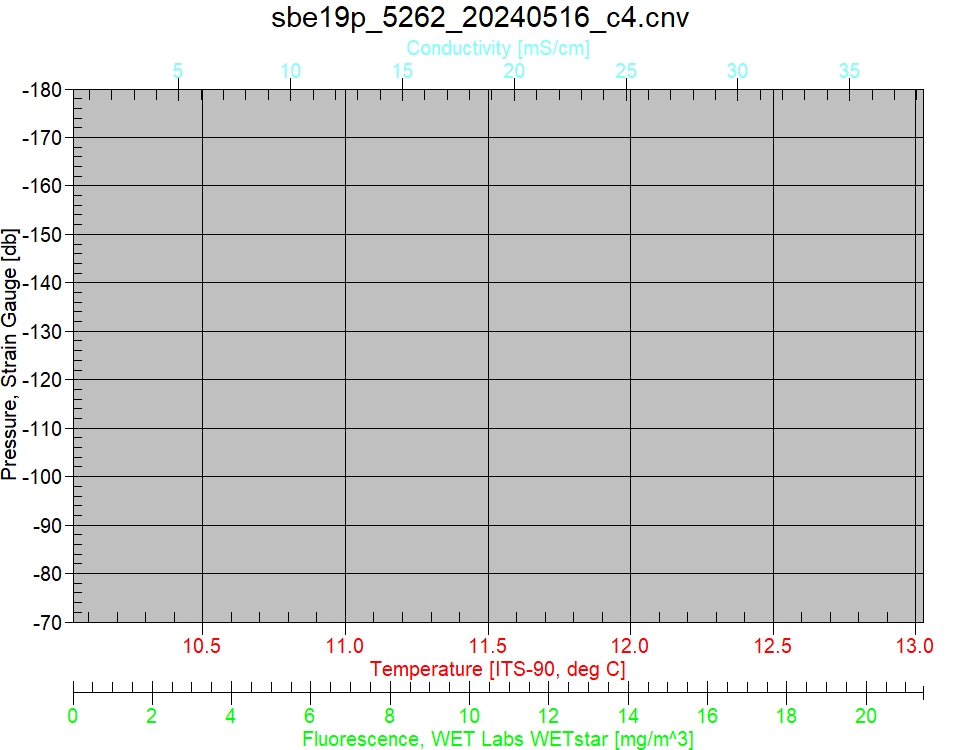 sbe19p_5262_20240516_c4.cnv
Conductivity [mS/cm]
5 10 15 20 25 30 35
-180
-170
-160
-150
-140
-130
-120
-110
-100
-90
-80
-70
Pressure, Strain Gauge [db]
10.5 11.0 11.5 12.0 12.5 13.0
Temperature [ITS-90, deg C]
0 2 4 6 8 10 12 14 16 18 20
Fluorescence, WET Labs WETstar [mg/m^3]